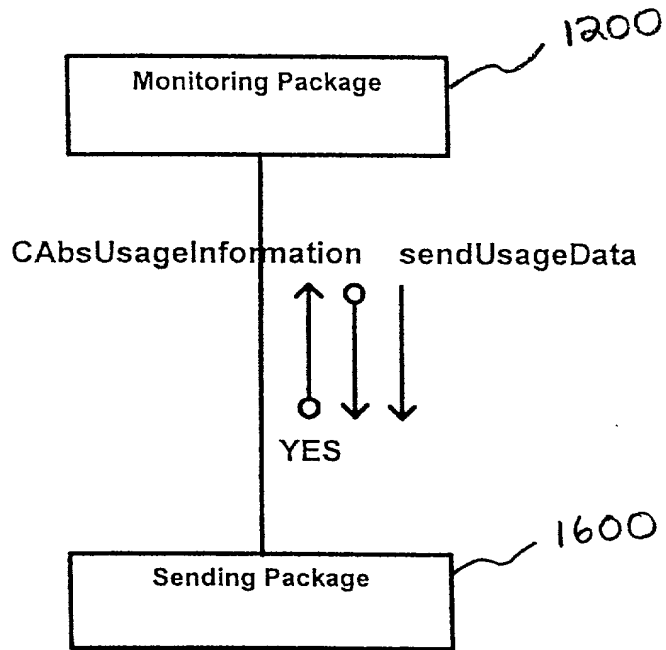 1200
Monitoring Package
CAbsUsageInformation sendUsageData
YES
1600
Sending Package